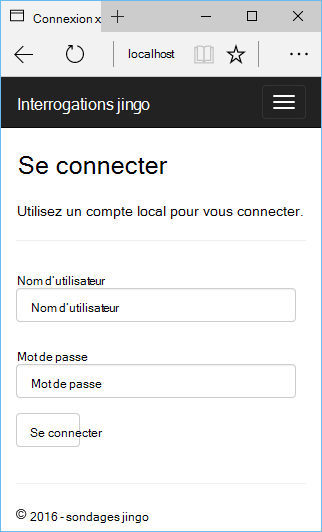 Connexion x
localhost
Interrogations jingo
Se connecter
Utilisez un compte local pour vous connecter.
Nom d'utilisateur
Nom d'utilisateur
Mot de passe
Mot de passe
Se connecter
© 2016 - sondages jingo